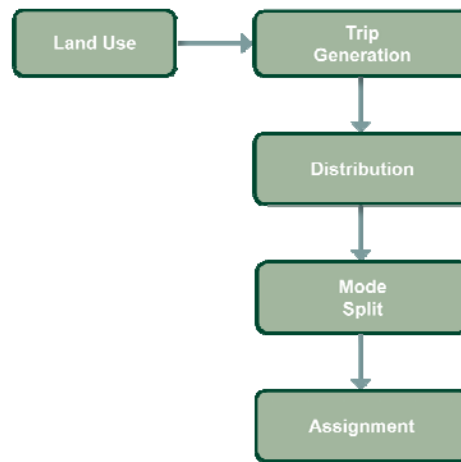 Land Use
Trip
Generation
Distribution
Mode
Split
Assignment